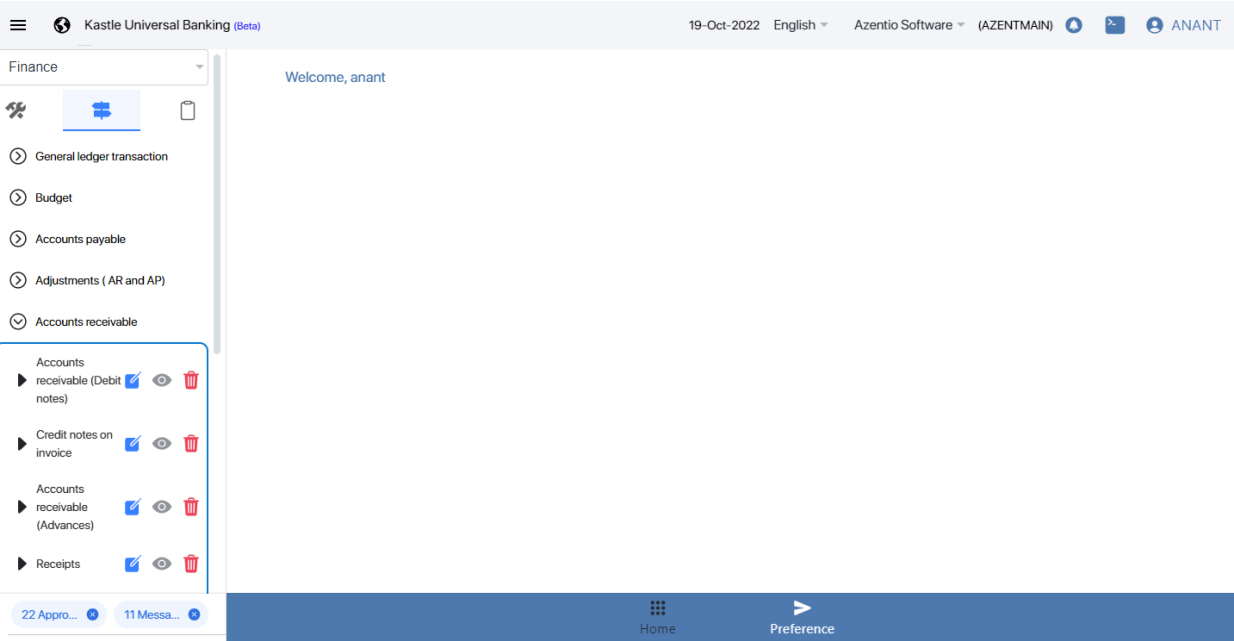 Kastle Universal Banking (Beta)
19-Oct-2022 English Azentio Software (AZENTMAIN) ANANT
Finance
Welcome, anant
General ledger transaction
Budget
Accounts payable
Adjustments ( AR and AP)
Accounts receivable
Accounts
receivable (Debit
notes)
Credit notes on
invoice
Accounts
receivable
(Advances)
Receipts
22 Appro... 11 Messa...
Home Preference